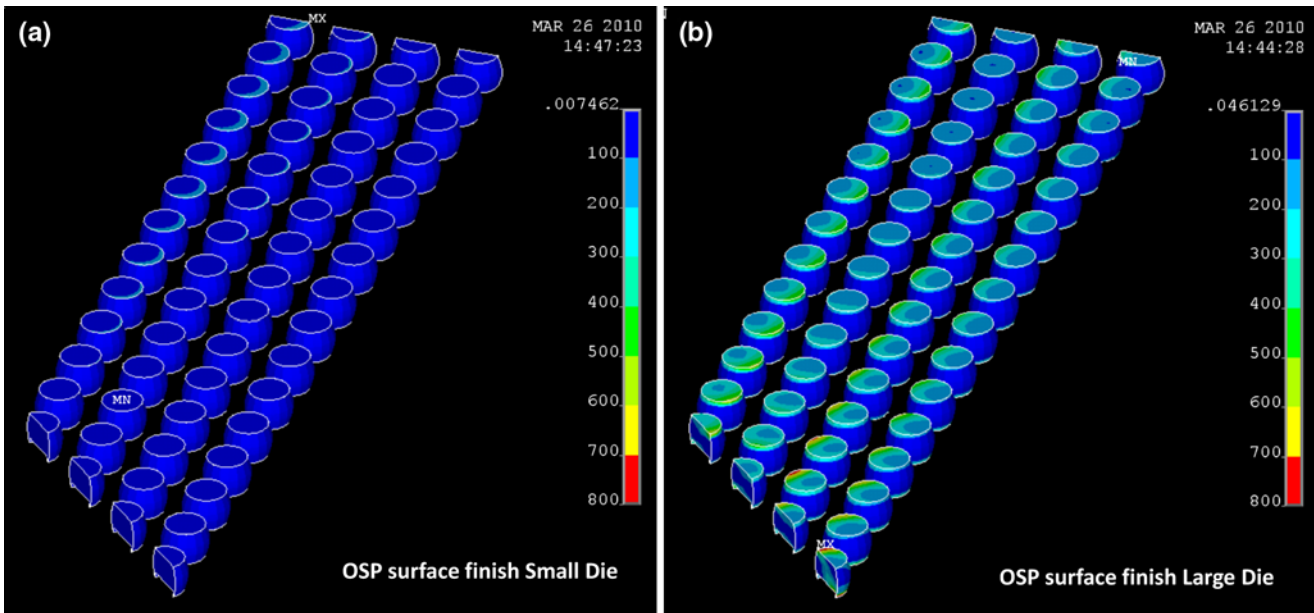 (a)
MX
MAR 26 2010
14:47:23
.007462
100
200
300
400
500
600
700
800
MN
OSP surface finish Small Die
(b)
MAR 26 2010
14:44:28
MN
.046129
100
200
300
400
500
600
700
800
MX
OSP surface finish Large Die